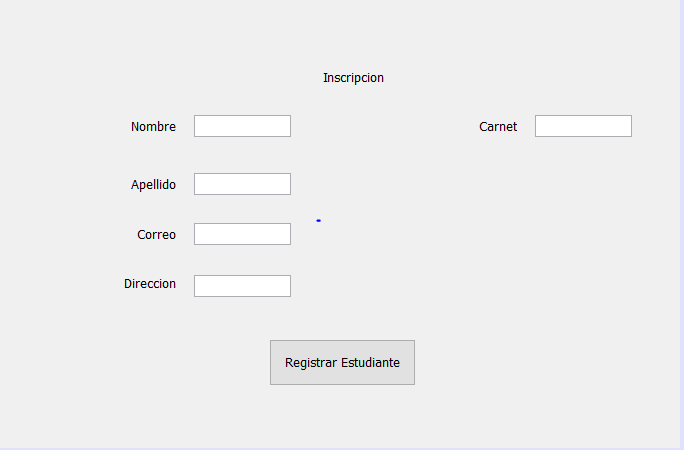 Inscripcion
Nombre
Carnet
Apellido
Correo
Direccion
Registrar Estudiante